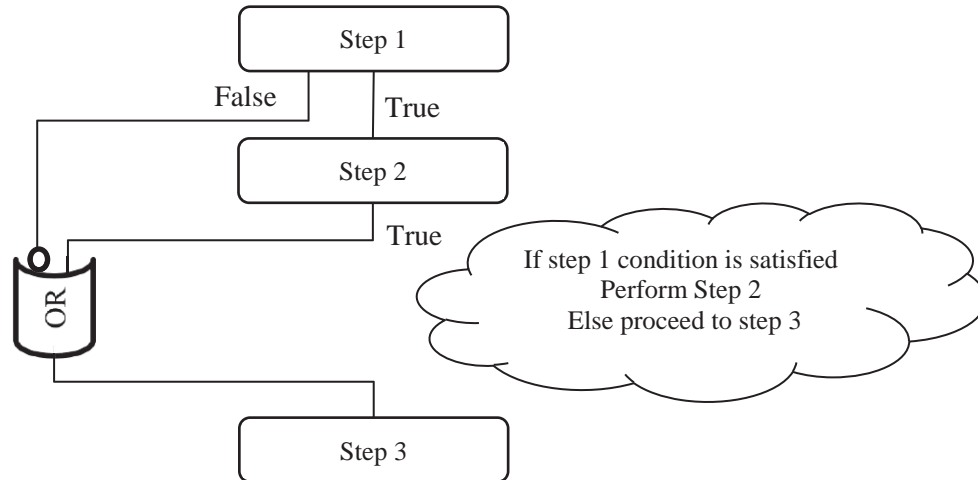 Step 1
False
True
Step 2
True
If step 1 condition is satisfied
Perform Step 2
Else proceed to step 3
OR
Step 3